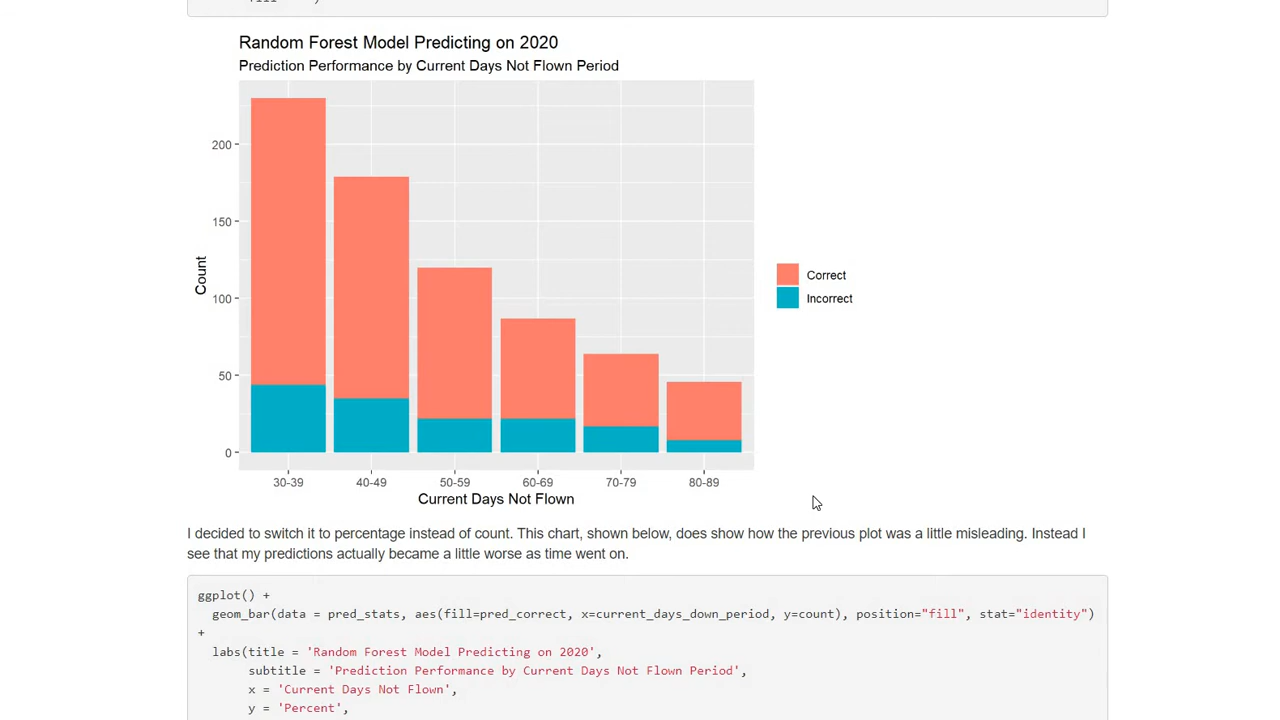 Random Forest Model Predicting on 2020
Prediction Performance by Current Days Not Flown Period
200
150
100
50
0
Count
Correct
Incorrect
30-39 40-49 50-59 60-69 70-79 80-89
Current Days Not Flown
I decided to switch it to percentage instead of count. This chart, shown below, does show how the previous plot was a little misleading. Instead I
see that my predictions actually became a little worse as time went on.
ggplot() +
geom_bar(data = pred_stats, aes(fill=pred_correct, x=current_days_down_period, y=count), position="fill", stat="identity")
+
labs(title = 'Random Forest Model Predicting on 2020',
subtitle = 'Prediction Performance by Current Days Not Flown Period',
x = 'Current Days Not Flown',
y = 'Percent',